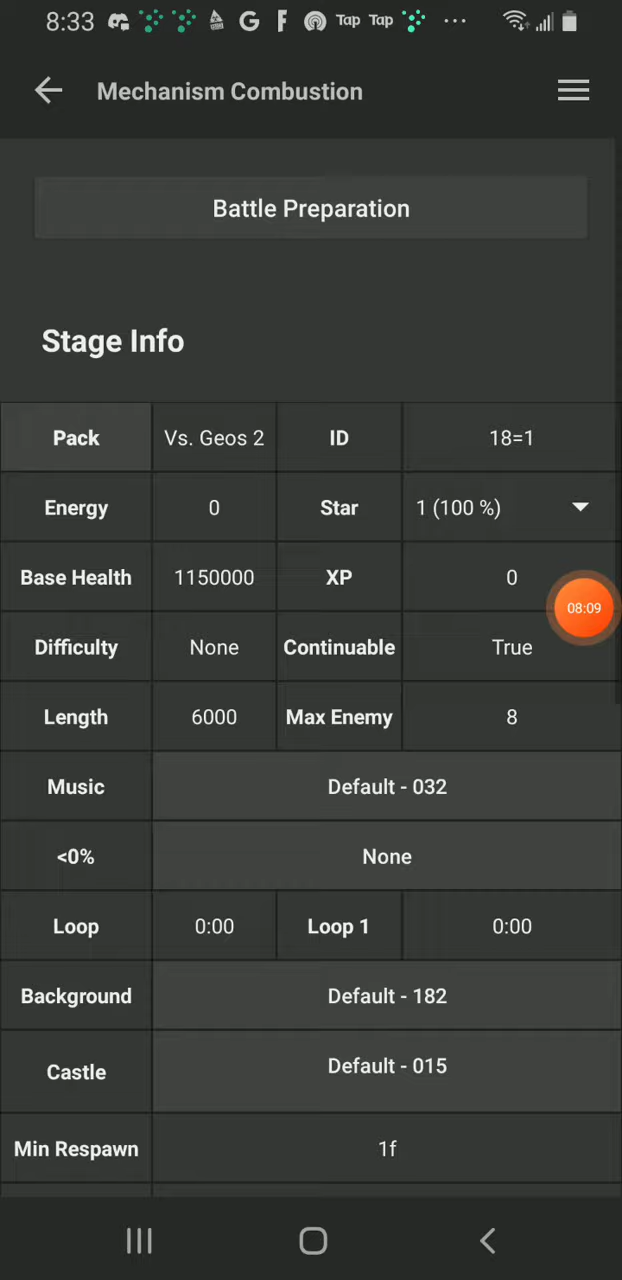 8:33 G F Tap Tap ...
Mechanism Combustion
Battle Preparation
Stage Info
Pack Vs. Geos 2 ID 18=1
Energy 0 Star 1 (100 %)
Base Health 1150000 XP 0
08:09
Difficulty None Continuable True
Length 6000 Max Enemy 8
Music Default - 032
<0% None
Loop 0:00 Loop 1 0:00
Background Default - 182
Castle Default - 015
Min Respawn 1f